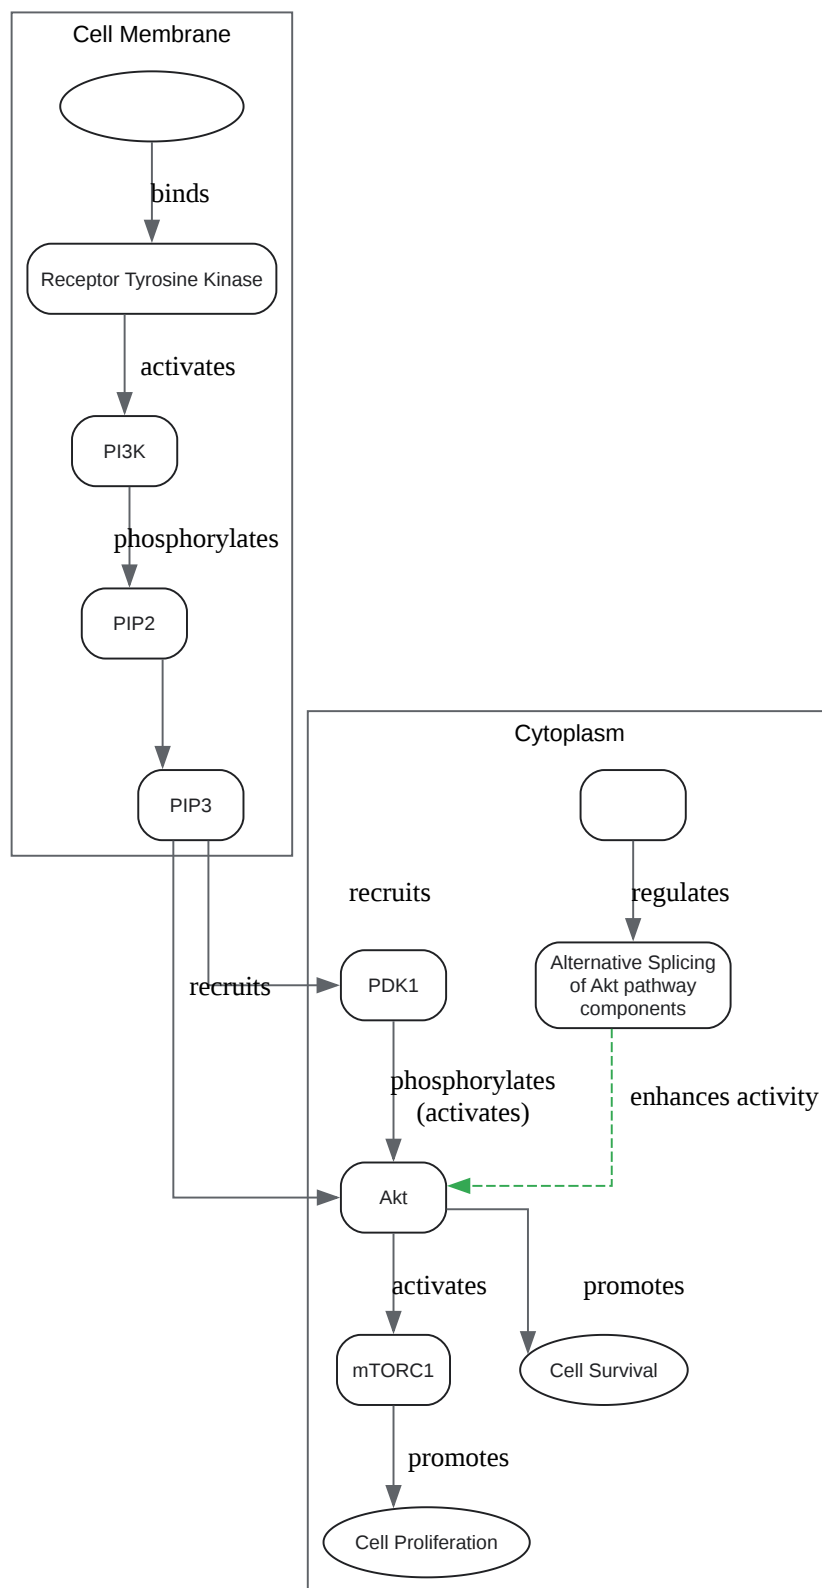 Cell Membrane
binds
Receptor Tyrosine Kinase
activates
PI3K
phosphorylates
PIP2
PIP3
Cytoplasm
recruits
regulates
recruits
PDK1
Alternative Splicing
of Akt pathway
components
phosphorylates
(activates)
enhances activity
Akt
activates
promotes
mTORC1
Cell Survival
promotes
Cell Proliferation